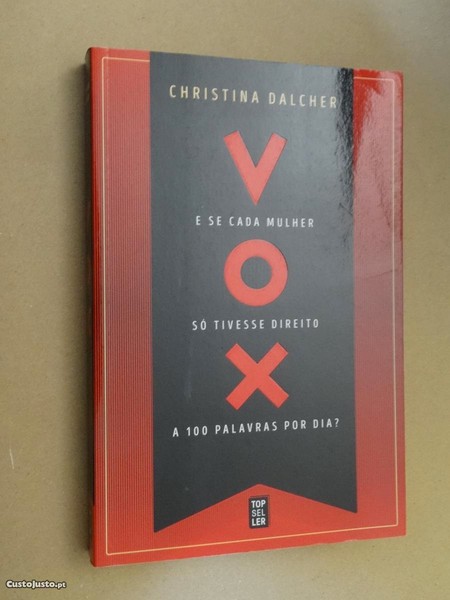 CHRISTINA DALCHER
V
E SE CADA MULHER
O
SÓ TIVESSE DIREITO
X
A 100 PALAVRAS POR DIA?
TOP
SEL
LER
CustoJusto.pt